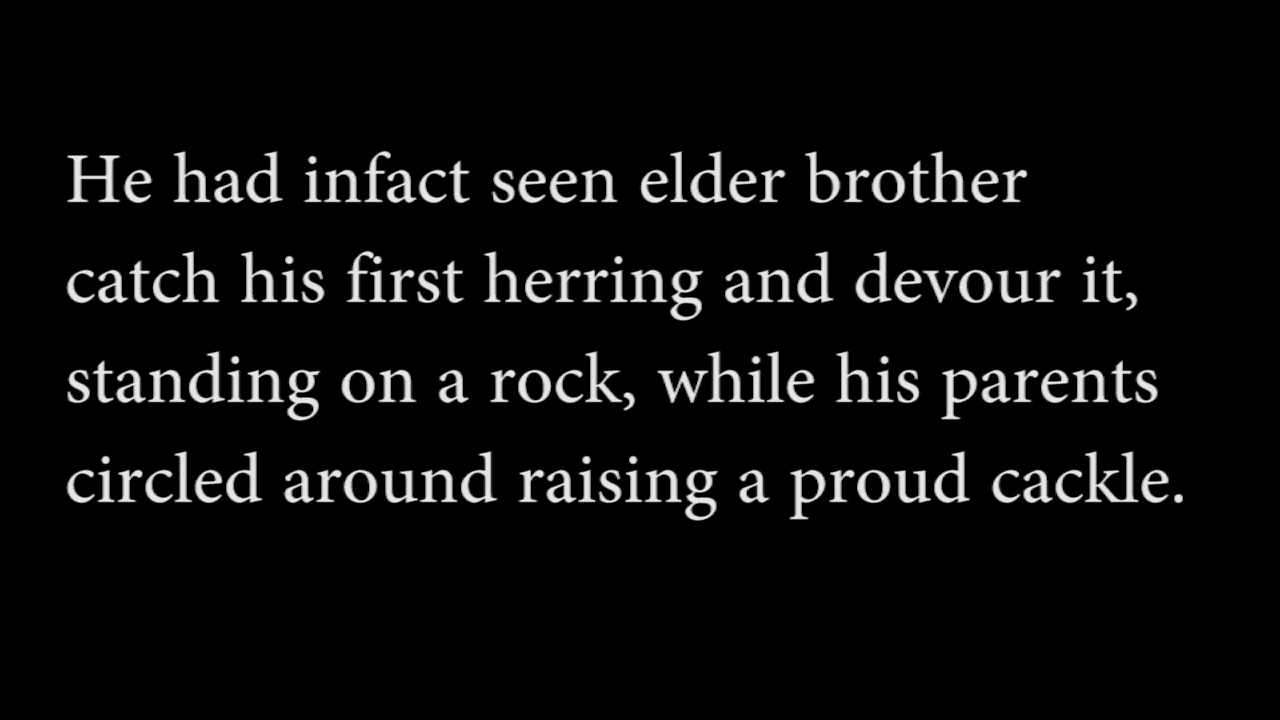 He had infact seen elder brother
catch his first herring and devour it,
standing on a rock, while his parents
circled around raising a proud cackle.